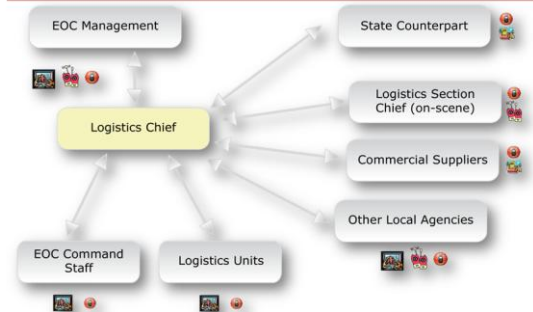 EOC Management
State Counterpart
Logistics Section
Chief (on-scene)
Logistics Chief
Commercial Suppliers
Other Local Agencies
EOC Command
Staff
Logistics Units